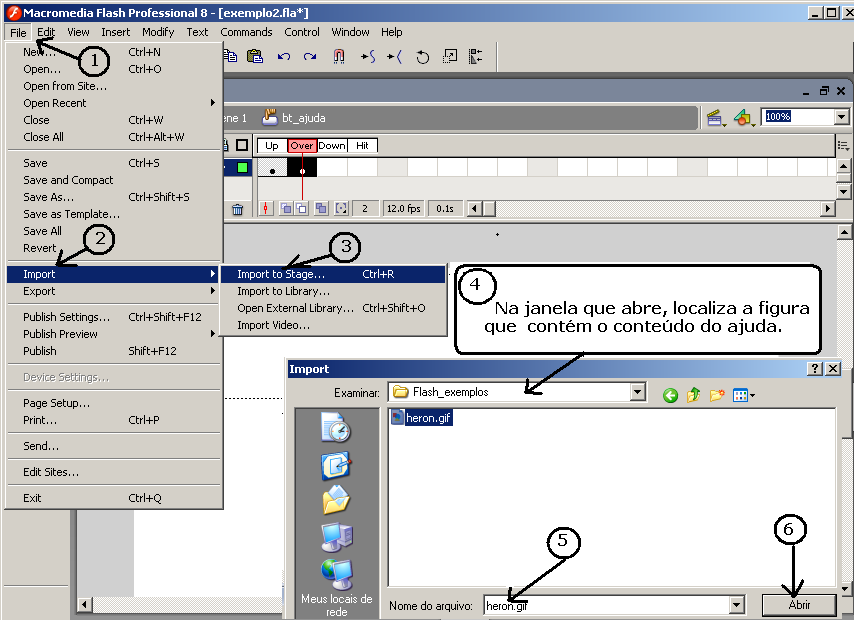 Macromedia Flash Professional 8 - [exemplo2.fla*]
File Edit View Insert Modify Text Commands Control Window Help
1
New... Ctrl+N
Open... Ctrl+O
Open from Site...
Open Recent
Close Ctrl+W
Close All Ctrl+Alt+W
Save Ctrl+S
Save and Compact
Save As... Ctrl+Shift+S
Save as Template...
Save All
Revert
2
Import
Export
Publish Settings... Ctrl+Shift+F12
Publish Preview
Publish Shift+F12
Device Settings...
Page Setup...
Print... Ctrl+P
Send...
Edit Sites...
Exit Ctrl+Q
ene 1 bt_ajuda 100%
Up Over Down Hit
2 12.0 fps 0.1s
3
Import to Stage... Ctrl+R
Import to Library...
Open External Library... Ctrl+Shift+O
Import Video...
4
Na janela que abre, localiza a figura
que contém o conteúdo do ajuda.
Import
Examinar: Flash_exemplos
heron.gif
Meus locais de
rede
5
6
Nome do arquivo: heron.gif Abrir